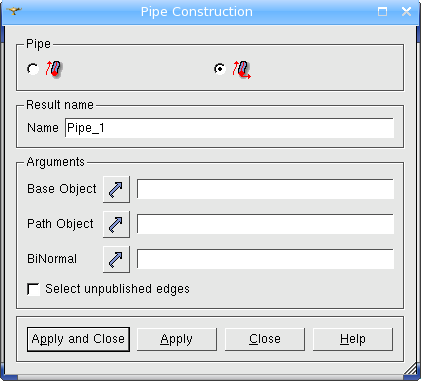 Pipe Construction
Pipe
Result name
Name Pipe_1
Arguments
Base Object
Path Object
BiNormal
Select unpublished edges
Apply and Close Apply Close Help